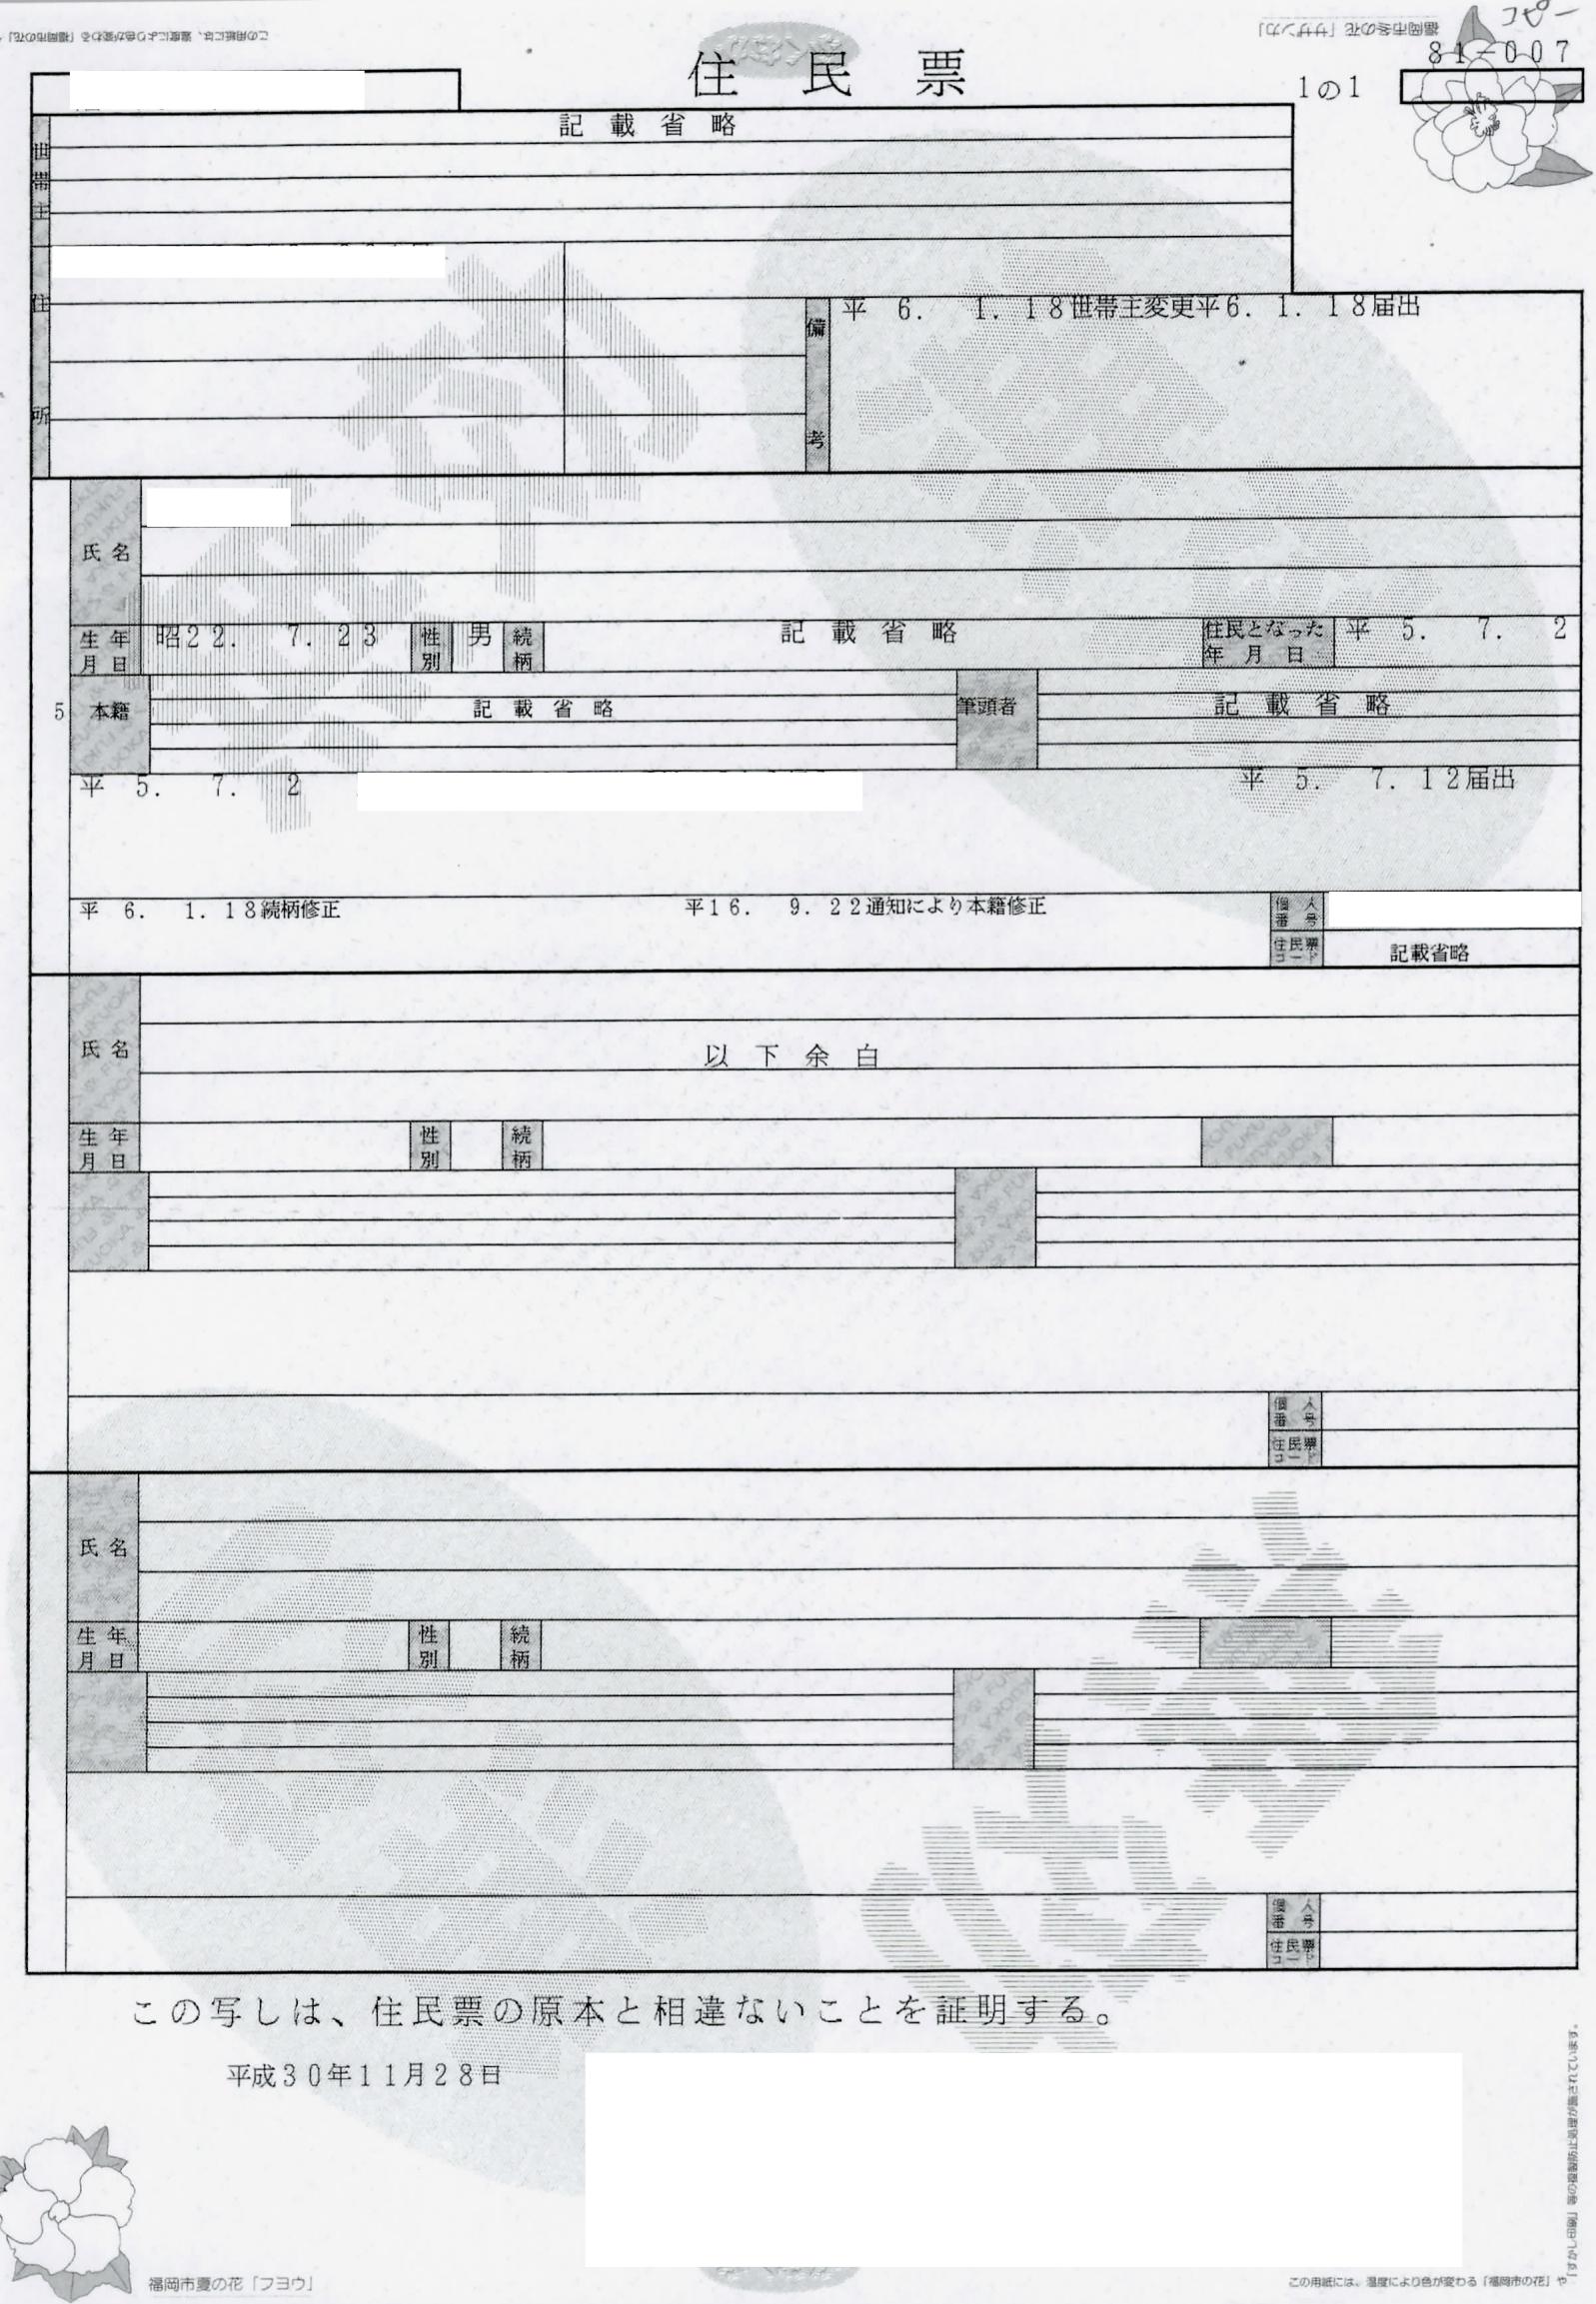 コピー
この用紙には、温度により色が変わる「福岡市の花」
福岡市冬の花「サザンカ」
81-007
住民票
1の1
世帯主
記載省略
住所
備考
平 6. 1.18世帯主変更平6.1.18届出
氏名
生年月日
昭22. 7.23
性別
男
続柄
記載省略
住民となった年月日
平 5. 7. 2
5
本籍
記載省略
筆頭者
記載省略
平 5. 7. 2
平 5. 7.12届出
平 6. 1.18続柄修正
平16. 9.22通知により本籍修正
個人番号
住民票コード
記載省略
氏名
以下余白
生年月日
性別
続柄
個人番号
住民票コード
氏名
生年月日
性別
続柄
個人番号
住民票コード
この写しは、住民票の原本と相違ないことを証明する。
平成30年11月28日
福岡市夏の花「フヨウ」
この用紙には、温度により色が変わる「福岡市の花」や